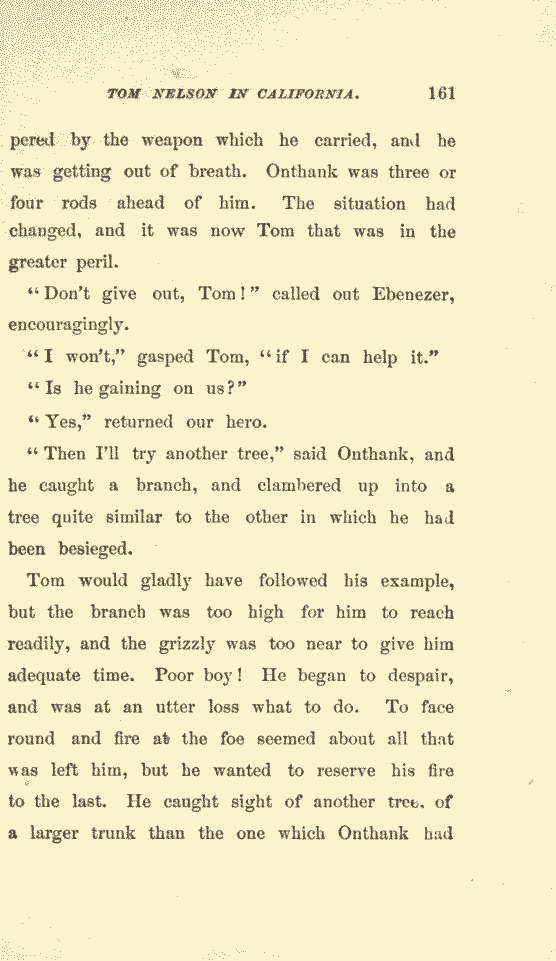 TOM NELSON IN CALIFORNIA. 161
pered by the weapon which he carried, and he
was getting out of breath. Onthank was three or
four rods ahead of him. The situation had
changed, and it was now Tom that was in the
greater peril.
"Don't give out, Tom!" called out Ebenezer,
encouragingly.
"I won't," gasped Tom, "if I can help it."
"Is he gaining on us?"
"Yes," returned our hero.
"Then I'll try another tree," said Onthank, and
he caught a branch, and clambered up into a
tree quite similar to the other in which he had
been besieged.
Tom would gladly have followed his example,
but the branch was too high for him to reach
readily, and the grizzly was too near to give him
adequate time. Poor boy! He began to despair,
and was at an utter loss what to do. To face
round and fire at the foe seemed about all that
was left him, but he wanted to reserve his fire
to the last. He caught sight of another tree, of
a larger trunk than the one which Onthank had